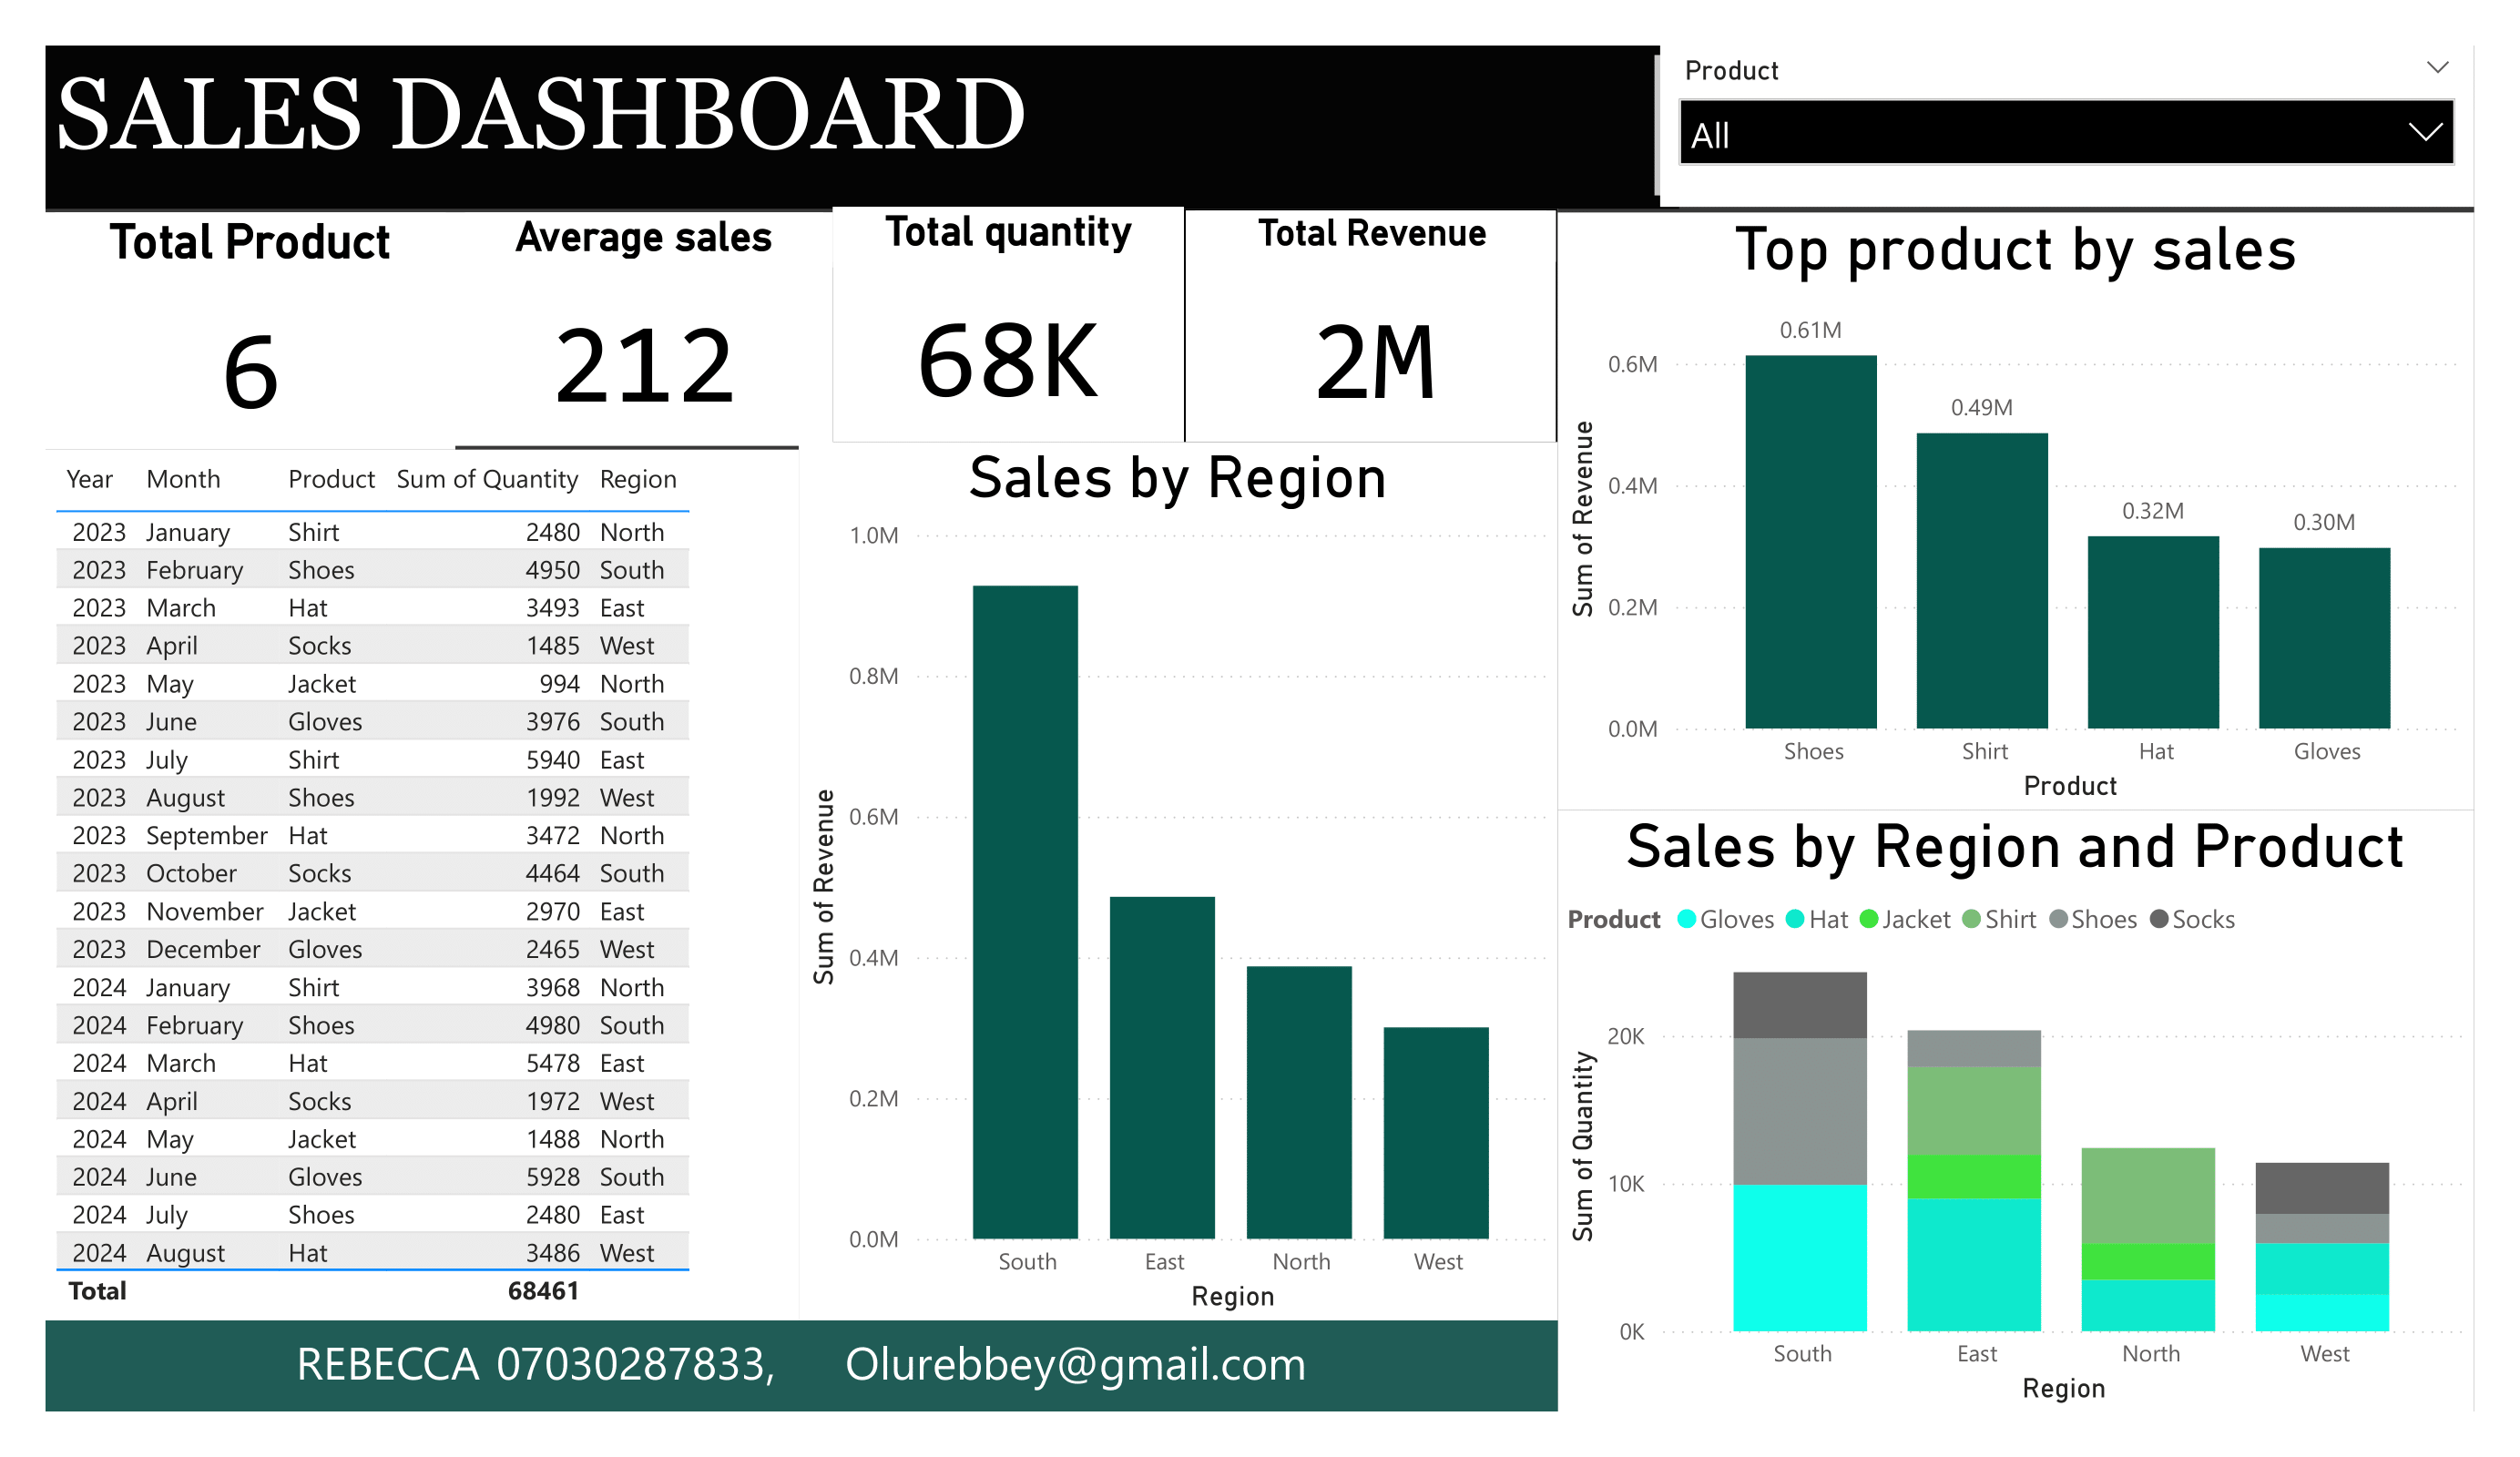 SALES DASHBOARD
Product
All
Total Product
6
Average sales
212
Total quantity
68K
Total Revenue
2M
Year Month Product Sum of Quantity Region
2023 January Shirt 2480 North
2023 February Shoes 4950 South
2023 March Hat 3493 East
2023 April Socks 1485 West
2023 May Jacket 994 North
2023 June Gloves 3976 South
2023 July Shirt 5940 East
2023 August Shoes 1992 West
2023 September Hat 3472 North
2023 October Socks 4464 South
2023 November Jacket 2970 East
2023 December Gloves 2465 West
2024 January Shirt 3968 North
2024 February Shoes 4980 South
2024 March Hat 5478 East
2024 April Socks 1972 West
2024 May Jacket 1488 North
2024 June Gloves 5928 South
2024 July Shoes 2480 East
2024 August Hat 3486 West
Total 68461
Sales by Region
Sum of Revenue
1.0M
0.8M
0.6M
0.4M
0.2M
0.0M
South East North West
Region
Top product by sales
Sum of Revenue
0.6M
0.4M
0.2M
0.0M
0.61M
0.49M
0.32M
0.30M
Shoes Shirt Hat Gloves
Product
Sales by Region and Product
Product Gloves Hat Jacket Shirt Shoes Socks
Sum of Quantity
20K
10K
0K
South East North West
Region
REBECCA 07030287833, Olurebbey@gmail.com